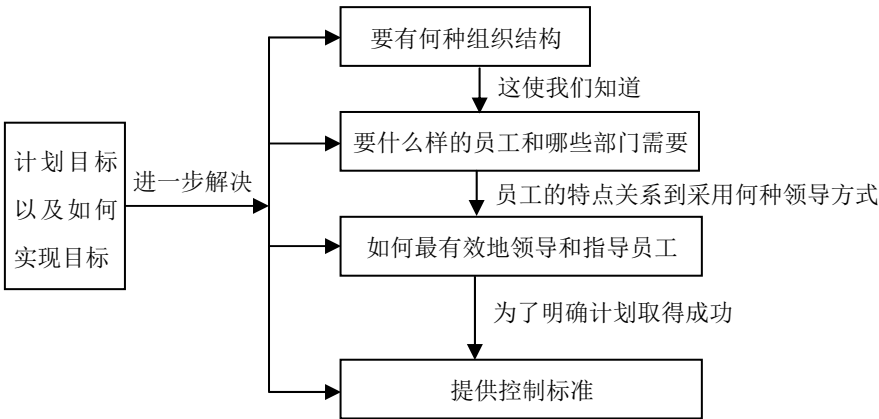 要有何种组织结构
这使我们知道
要什么样的员工和哪些部门需要
计划目标
以及如何
实现目标
进一步解决
员工的特点关系到采用何种领导方式
如何最有效地领导和指导员工
为了明确计划取得成功
提供控制标准